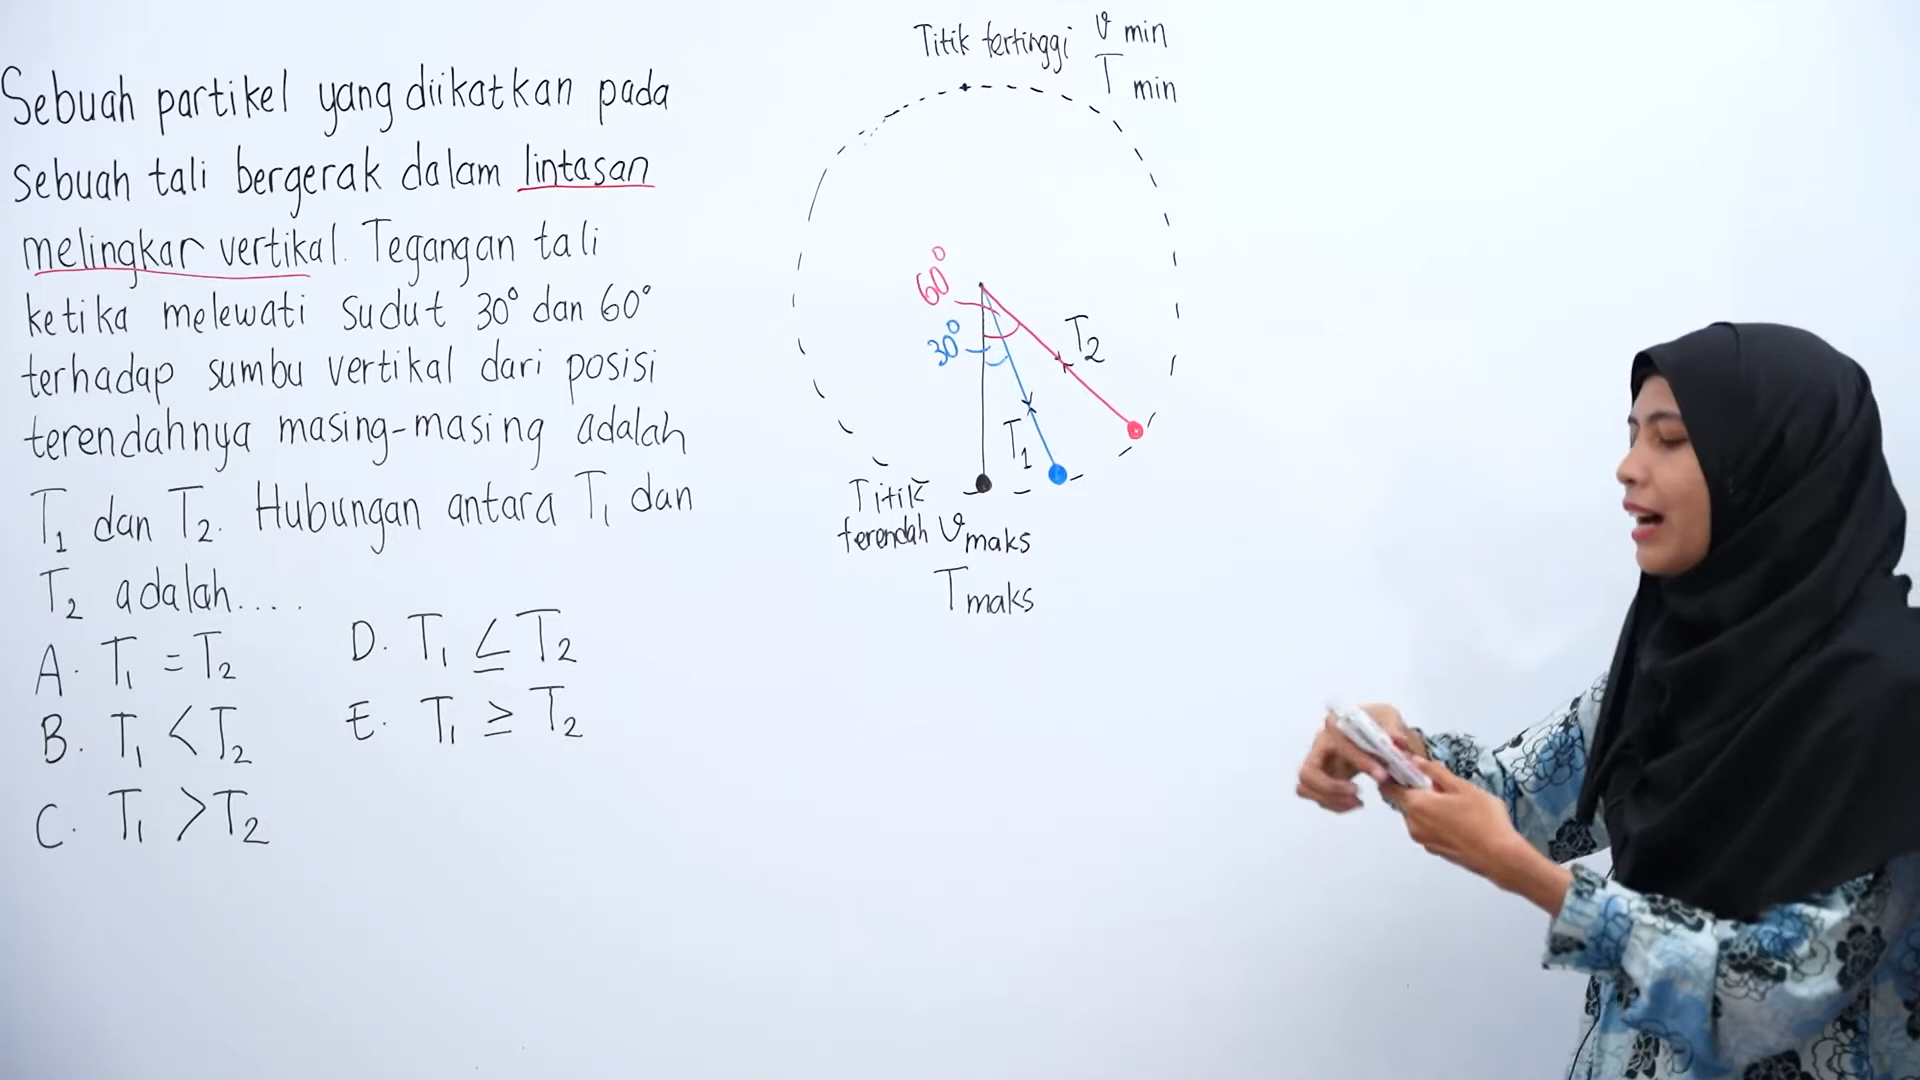 Sebuah partikel yang diikatkan pada
sebuah tali bergerak dalam lintasan
melingkar vertikal. Tegangan tali
ketika melewati sudut 30° dan 60°
terhadap sumbu vertikal dari posisi
terendahnya masing-masing adalah
T₁ dan T₂. Hubungan antara T₁ dan
T₂ adalah....
A. T₁ = T₂
B. T₁ < T₂
C. T₁ > T₂
D. T₁ ≤ T₂
E. T₁ ≥ T₂
Titik tertinggi v min
T min
60°
30°
T₂
T₁
Titik
terendah v maks
T maks